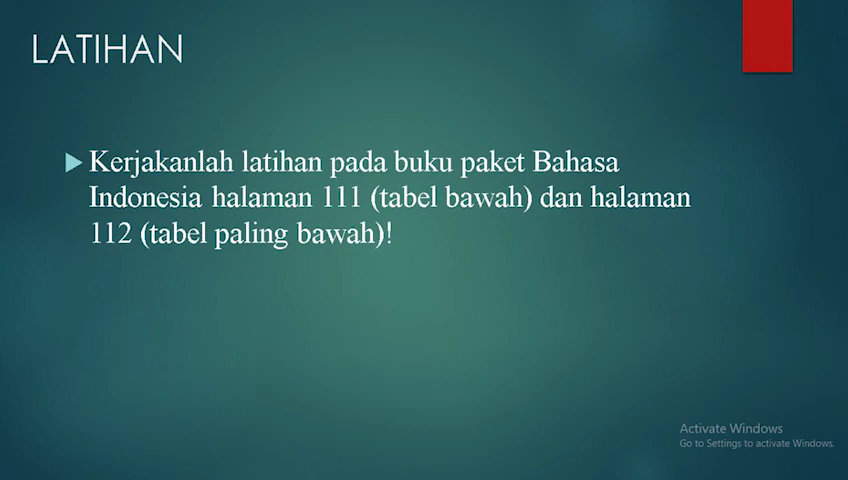 LATIHAN
Kerjakanlah latihan pada buku paket Bahasa
Indonesia halaman 111 (tabel bawah) dan halaman
112 (tabel paling bawah)!
Activate Windows
Go to Settings to activate Windows.